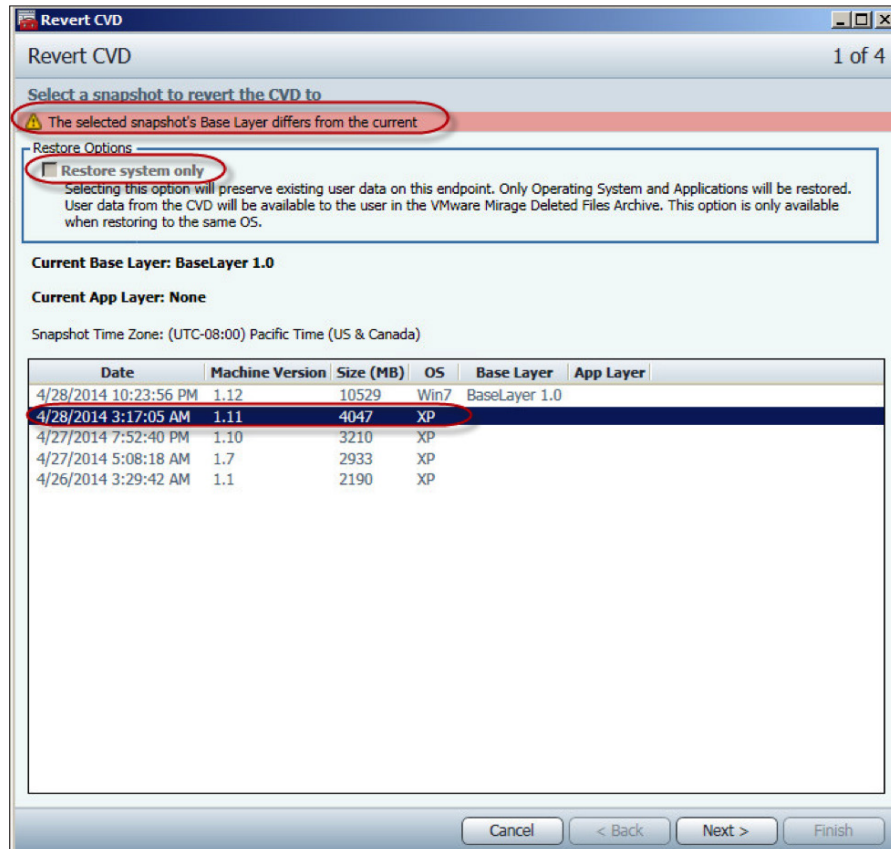 Revert CVD
Revert CVD
1 of 4
Select a snapshot to revert the CVD to
The selected snapshot's Base Layer differs from the current
Restore Options
Restore system only
Selecting this option will preserve existing user data on this endpoint. Only Operating System and Applications will be restored.
User data from the CVD will be available to the user in the VMware Mirage Deleted Files Archive. This option is only available
when restoring to the same OS.
Current Base Layer: BaseLayer 1.0
Current App Layer: None
Snapshot Time Zone: (UTC-08:00) Pacific Time (US & Canada)
Date Machine Version Size (MB) OS Base Layer App Layer
4/28/2014 10:23:56 PM 1.12 10529 Win7 BaseLayer 1.0
4/28/2014 3:17:05 AM 1.11 4047 XP
4/27/2014 7:52:40 PM 1.10 3210 XP
4/27/2014 5:08:18 AM 1.7 2933 XP
4/26/2014 3:29:42 AM 1.1 2190 XP
Cancel < Back Next > Finish